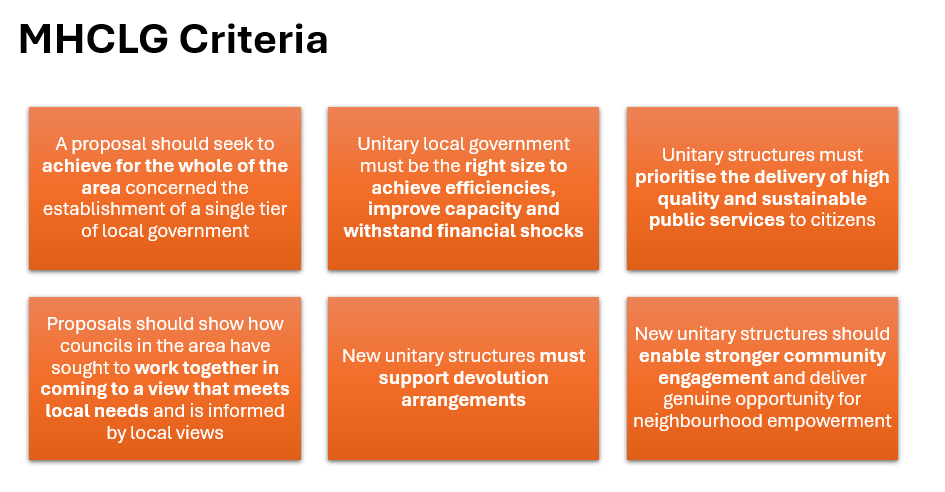 MHCLG Criteria
A proposal should seek to
achieve for the whole of the
area concerned the
establishment of a single tier
of local government
Unitary local government
must be the right size to
achieve efficiencies,
improve capacity and
withstand financial shocks
Unitary structures must
prioritise the delivery of high
quality and sustainable
public services to citizens
Proposals should show how
councils in the area have
sought to work together in
coming to a view that meets
local needs and is informed
by local views
New unitary structures must
support devolution
arrangements
New unitary structures should
enable stronger community
engagement and deliver
genuine opportunity for
neighbourhood empowerment